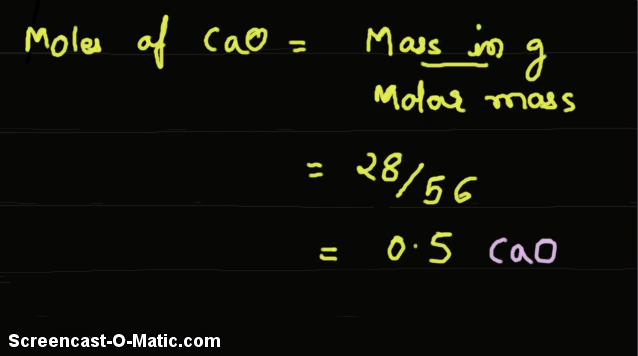 Moles of CaO = Mass in g
Molar mass
= 28/56
= 0.5 CaO
Screencast-O-Matic.com